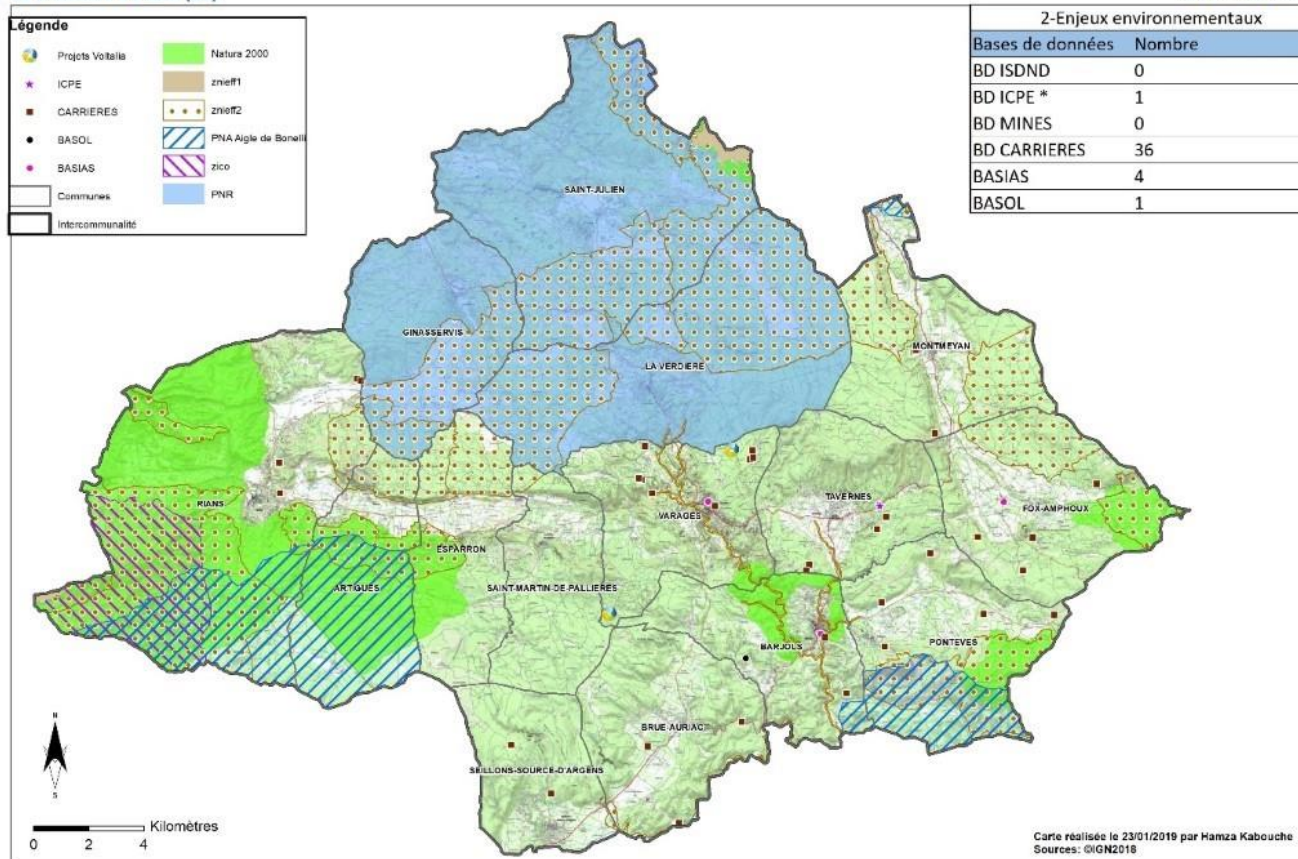 Légende
Projets Voltalia
ICPE
CARRIERES
BASOL
BASIAS
Communes
Intercommunalité
Natura 2000
znieff1
znieff2
PNA Aigle de Bonelli
zico
PNR
2-Enjeux environnementaux
Bases de données Nombre
BD ISDND 0
BD ICPE * 1
BD MINES 0
BD CARRIERES 36
BASIAS 4
BASOL 1
SAINT-JULIEN
GINASSERVIS
LA VERDIERE
MONTMEYAN
RIANS
VARAGES
TAVERNES
FOX-AMPHOUX
ESPARRON
ARTIGUES
SAINT-MARTIN-DE-PALLIERES
BARJOLS
PONTEVES
BRUE-AURIAC
SEILLONS-SOURCE-D'ARGENS
N
S
Kilomètres
0 2 4
Carte réalisée le 23/01/2019 par Hamza Kabouche
Sources: ©IGN2018